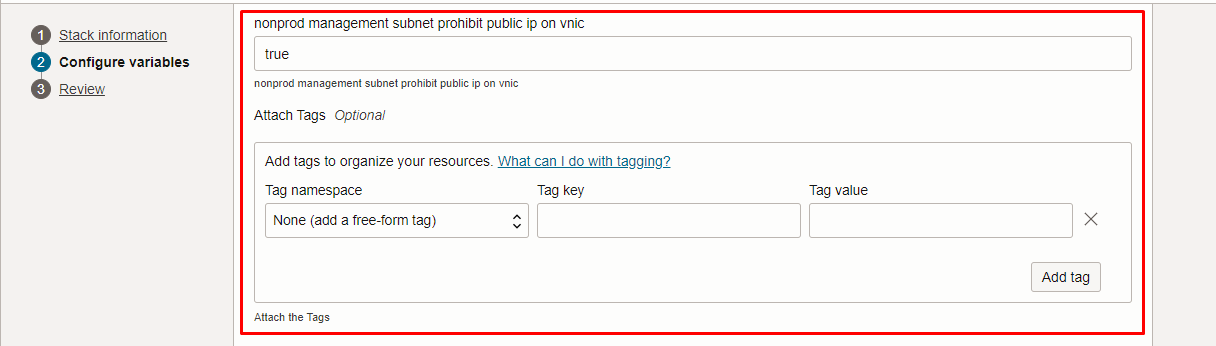 1 Stack information
2 Configure variables
3 Review
nonprod management subnet prohibit public ip on vnic
true
nonprod management subnet prohibit public ip on vnic
Attach Tags Optional
Add tags to organize your resources. What can I do with tagging?
Tag namespace Tag key Tag value
None (add a free-form tag)
Add tag
Attach the Tags